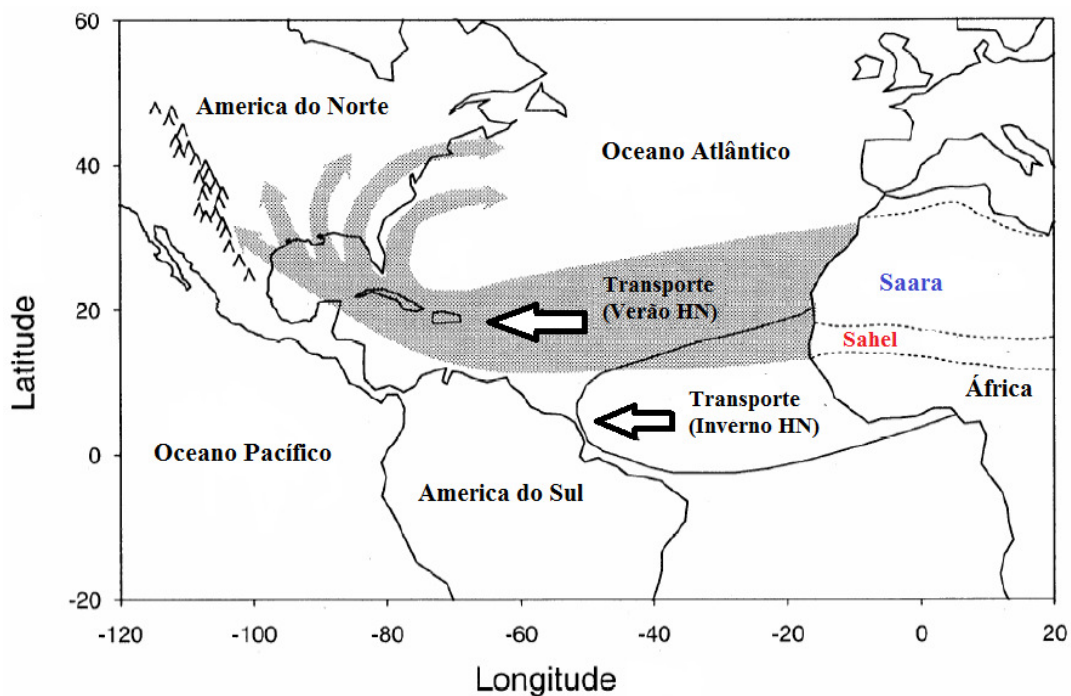 60
America do Norte
Oceano Atlântico
40
Transporte
(Verão HN)
Saara
20
Sahel
África
Transporte
(Inverno HN)
Latitude
Oceano Pacífico
0
America do Sul
-20
-120
-100
-80
-60
-40
-20
0
20
Longitude